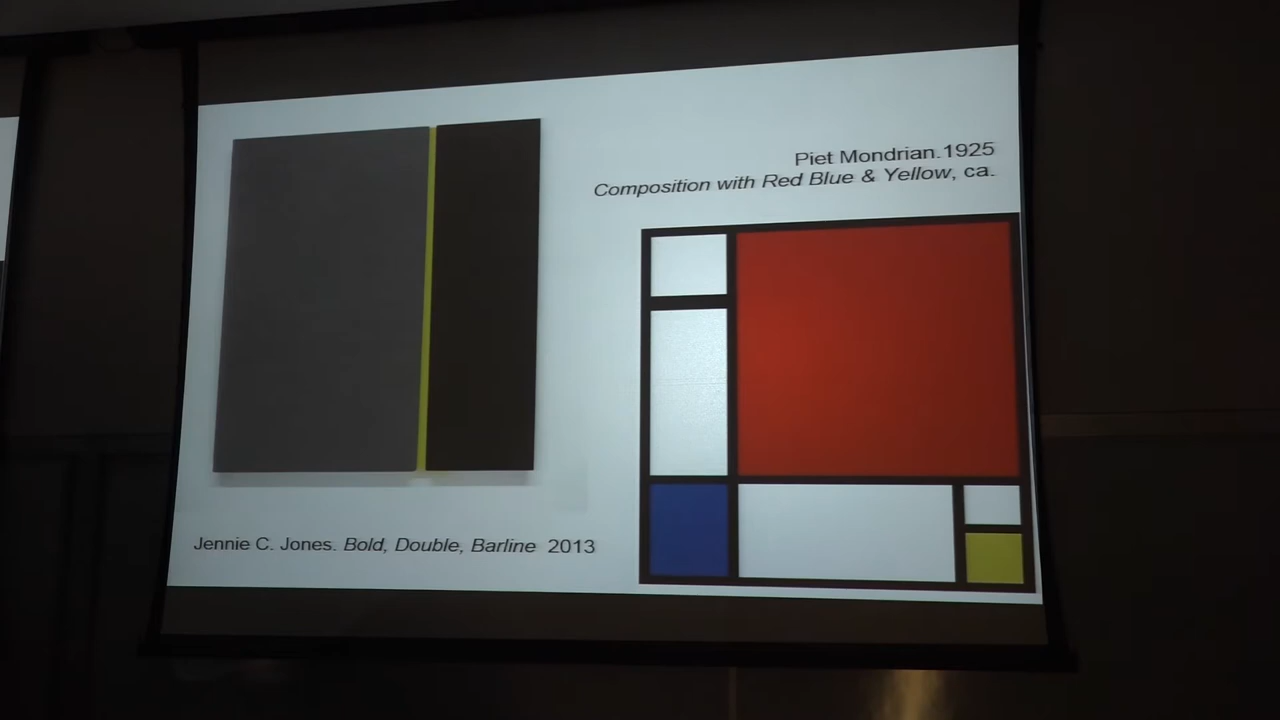 Piet Mondrian.1925
Composition with Red Blue & Yellow, ca.
Jennie C. Jones. Bold, Double, Barline 2013